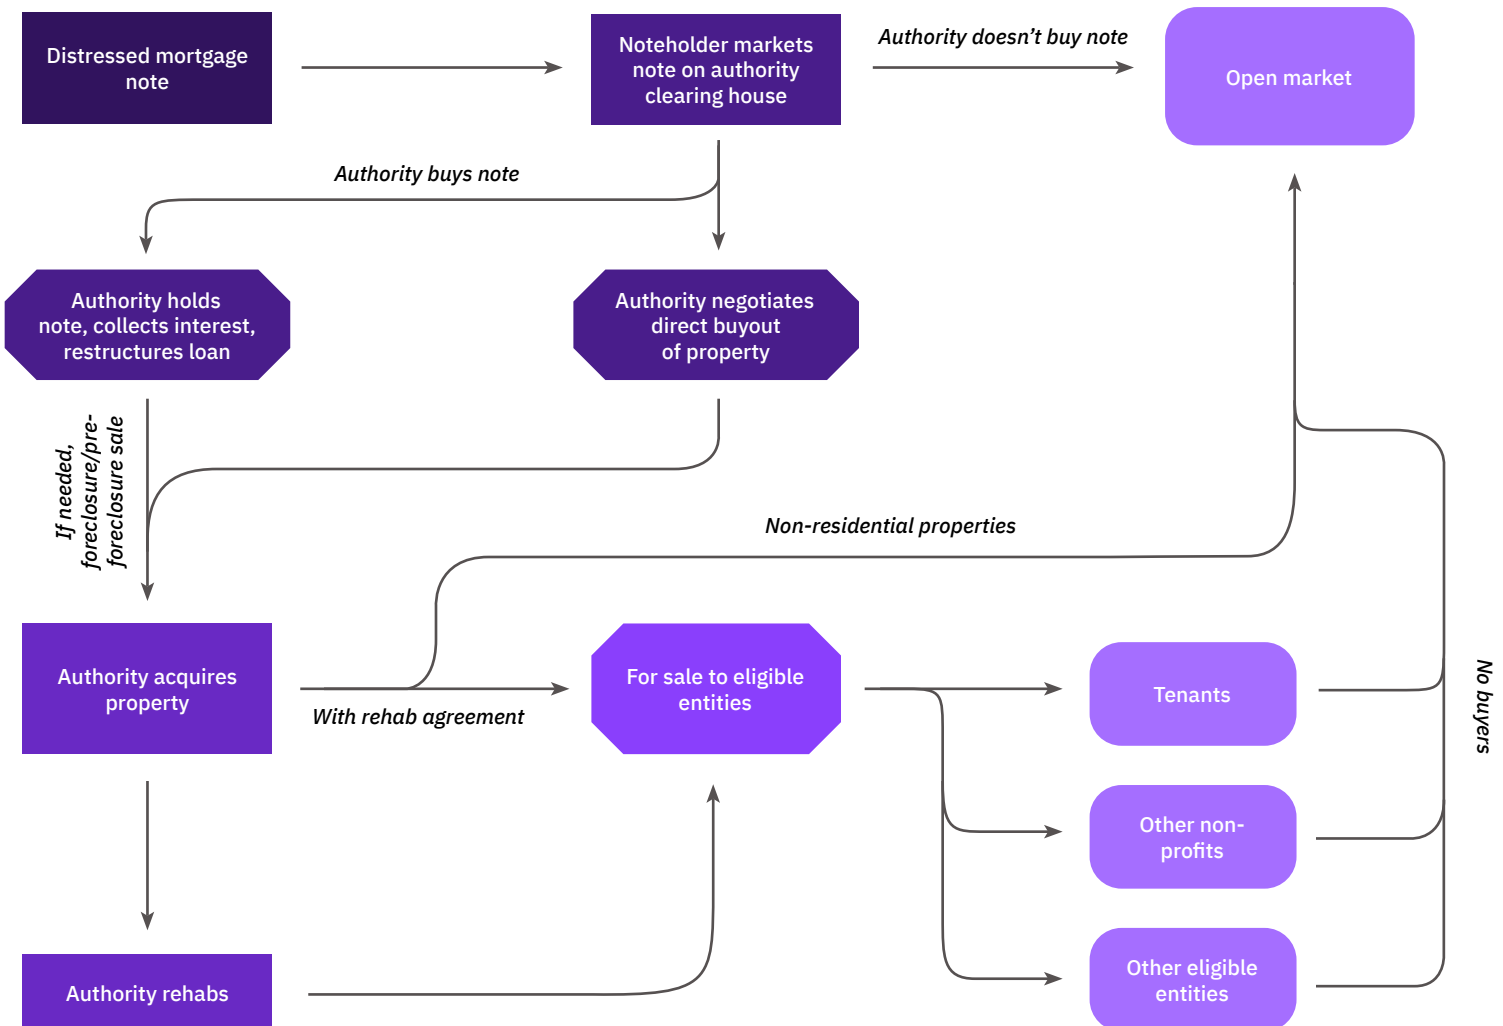 Distressed mortgage
note
Noteholder markets
note on authority
clearing house
Authority doesn’t buy note
Open market
Authority buys note
Authority holds
note, collects interest,
restructures loan
Authority negotiates
direct buyout
of property
If needed,
foreclosure/pre-
foreclosure sale
Non-residential properties
Authority acquires
property
With rehab agreement
For sale to eligible
entities
Tenants
No buyers
Other non-
profits
Other eligible
entities
Authority rehabs